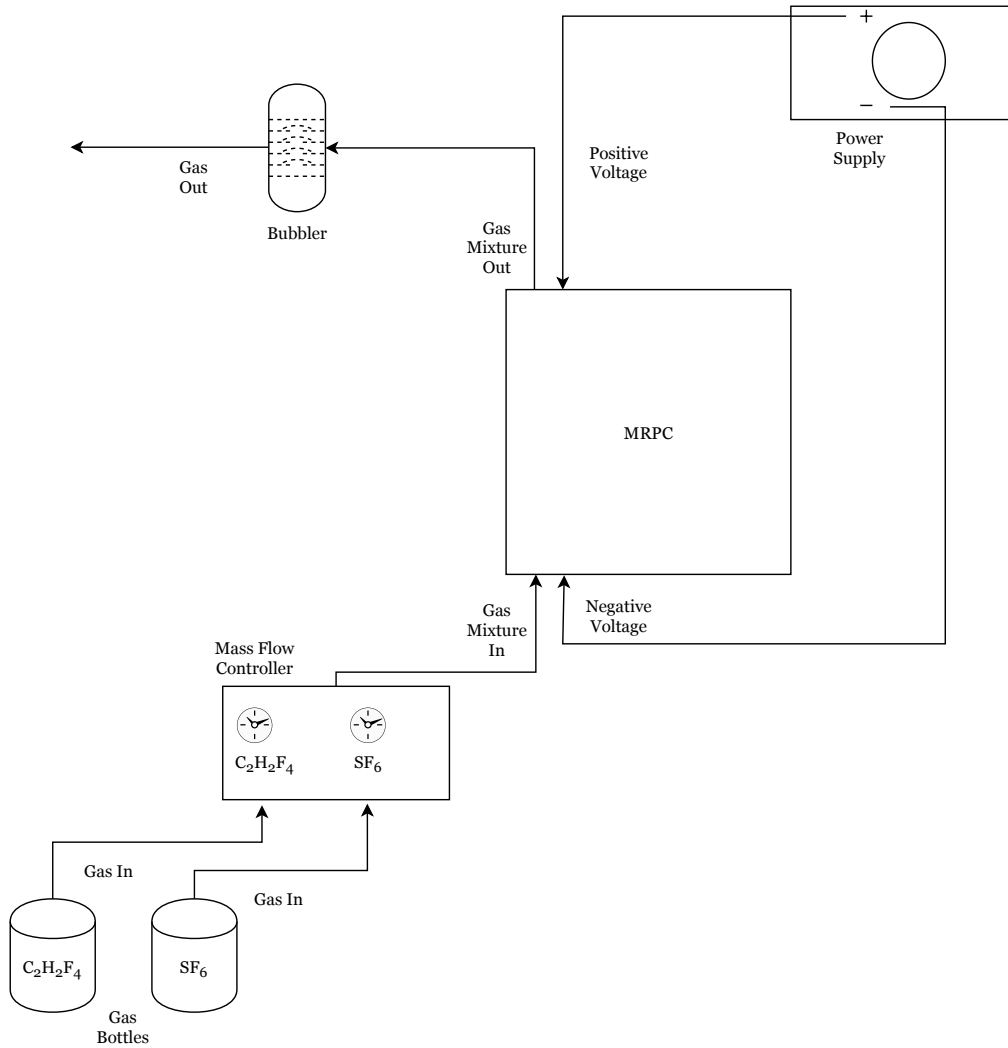 +
−
Power
Supply
Positive
Voltage
Gas
Out
Bubbler
Gas
Mixture
Out
MRPC
Gas
Mixture
In
Negative
Voltage
Mass Flow
Controller
C₂H₂F₄
SF₆
Gas In
Gas In
C₂H₂F₄
SF₆
Gas
Bottles